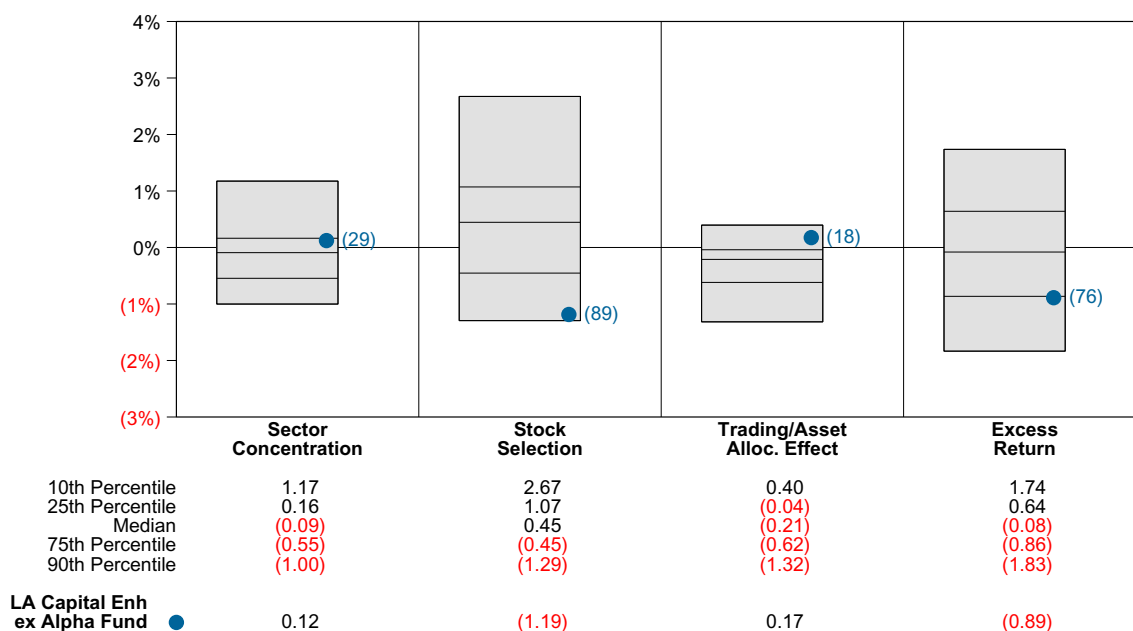 4%
3%
2%
1%
0%
(1%)
(2%)
(3%)
(29)
(89)
(18)
(76)
Sector Concentration
Stock Selection
Trading/Asset Alloc. Effect
Excess Return
10th Percentile 1.17 2.67 0.40 1.74
25th Percentile 0.16 1.07 (0.04) 0.64
Median (0.09) 0.45 (0.21) (0.08)
75th Percentile (0.55) (0.45) (0.62) (0.86)
90th Percentile (1.00) (1.29) (1.32) (1.83)
LA Capital Enh
ex Alpha Fund 0.12 (1.19) 0.17 (0.89)